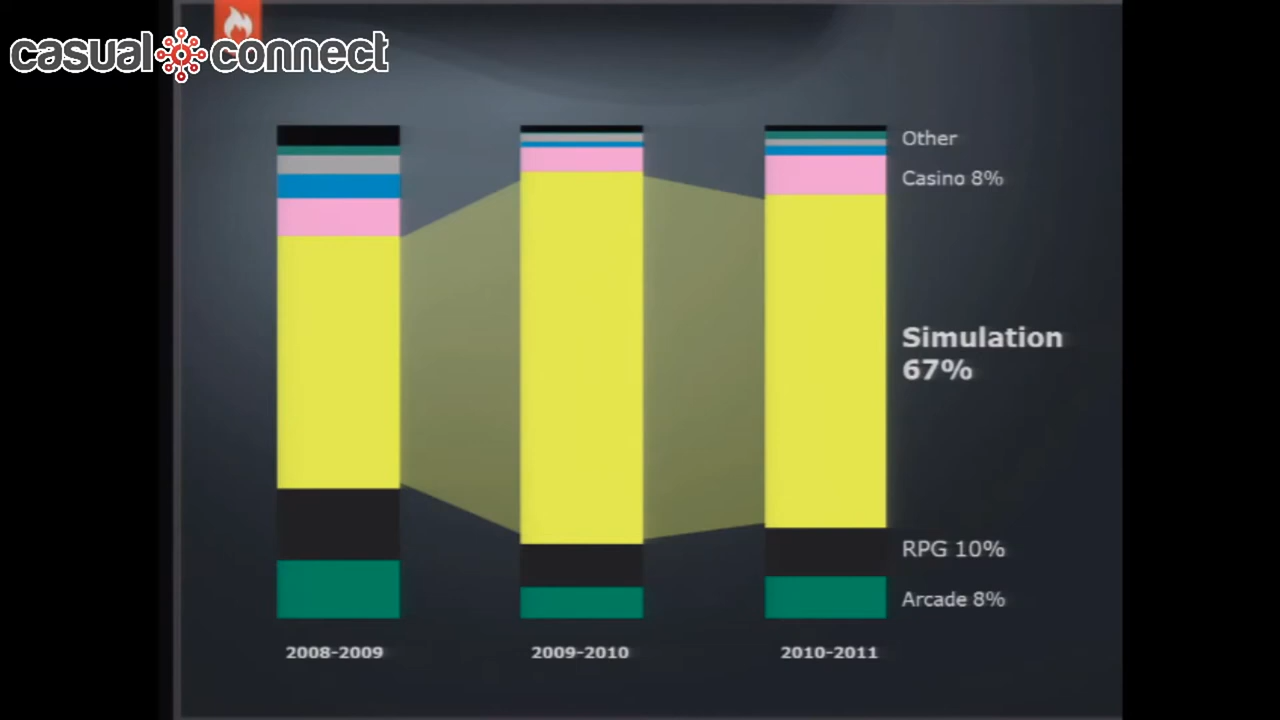 casual connect
Other
Casino 8%
Simulation
67%
RPG 10%
Arcade 8%
2008-2009
2009-2010
2010-2011